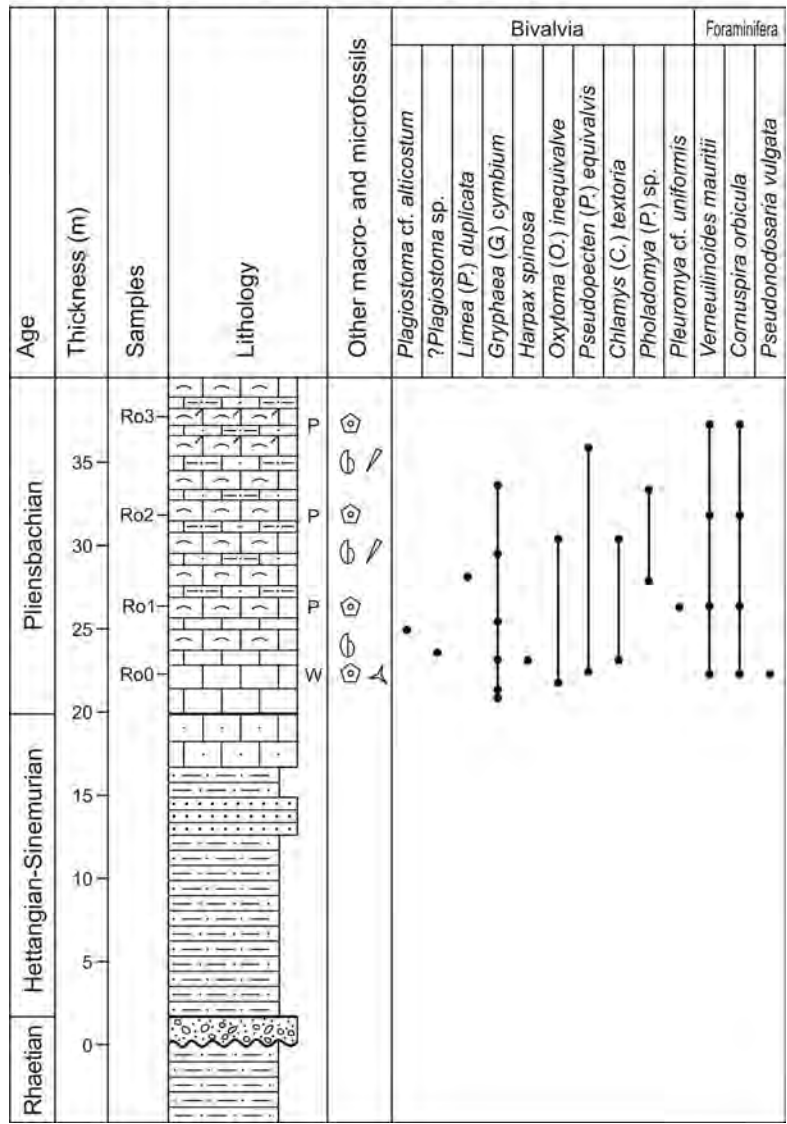 Bivalvia
Foraminifera
Age
Thickness (m)
Samples
Lithology
Other macro- and microfossils
Plagiostoma cf. alticostum
?Plagiostoma sp.
Limea (P.) duplicata
Gryphaea (G.) cymbium
Harpax spinosa
Oxytoma (O.) inequivalve
Pseudopecten (P.) equivalvis
Chlamys (C.) textoria
Pholadomya (P.) sp.
Pleuromya cf. uniformis
Verneuilinoides mauritii
Cornuspira orbicula
Pseudonodosaria vulgata
Pliensbachian
Hettangian-Sinemurian
Rhaetian
35
30
25
20
15
10
5
0
Ro3
Ro2
Ro1
Ro0
P
P
P
W